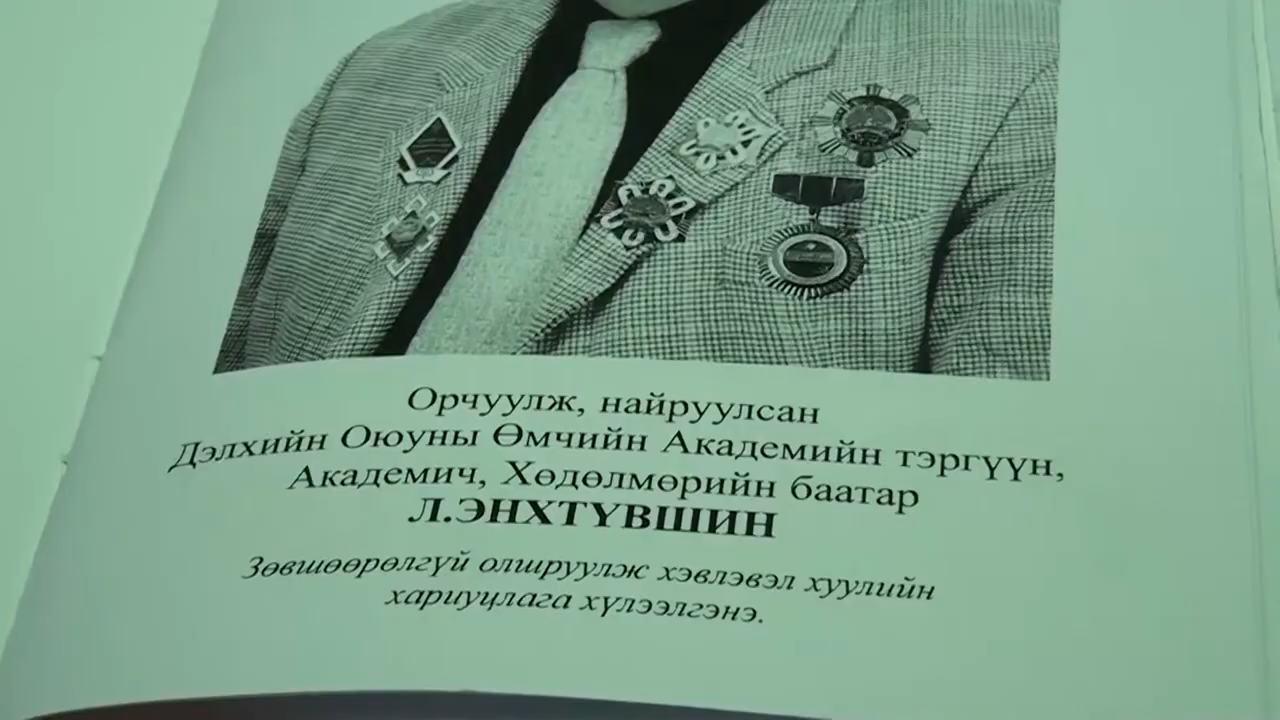 Орчуулж, найруулсан
Дэлхийн Оюуны Өмчийн Академийн тэргүүн,
Академич, Хөдөлмөрийн баатар
Л.ЭНХТҮВШИН
Зөвшөөрөлгүй олшруулж хэвлэвэл хуулийн
хариуцлага хүлээлгэнэ.